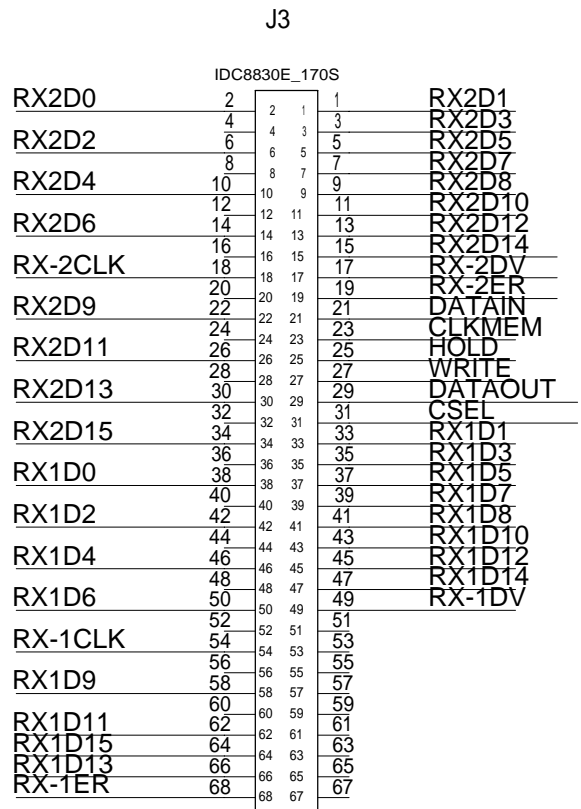 J3
IDC8830E_170S
RX2D0 2 2 1 1 RX2D1
4 4 3 3 RX2D3
RX2D2 6 6 5 5 RX2D5
8 8 7 7 RX2D7
RX2D4 10 10 9 9 RX2D8
12 12 11 11 RX2D10
RX2D6 14 14 13 13 RX2D12
16 16 15 15 RX2D14
RX-2CLK 18 18 17 17 RX-2DV
20 20 19 19 RX-2ER
RX2D9 22 22 21 21 DATAIN
24 24 23 23 CLKMEM
RX2D11 26 26 25 25 HOLD
28 28 27 27 WRITE
RX2D13 30 30 29 29 DATAOUT
32 32 31 31 CSEL
RX2D15 34 34 33 33 RX1D1
36 36 35 35 RX1D3
RX1D0 38 38 37 37 RX1D5
40 40 39 39 RX1D7
RX1D2 42 42 41 41 RX1D8
44 44 43 43 RX1D10
RX1D4 46 46 45 45 RX1D12
48 48 47 47 RX1D14
RX1D6 50 50 49 49 RX-1DV
52 52 51 51
RX-1CLK 54 54 53 53
56 56 55 55
RX1D9 58 58 57 57
60 60 59 59
RX1D11 62 62 61 61
RX1D15 64 64 63 63
RX1D13 66 66 65 65
RX-1ER 68 68 67 67